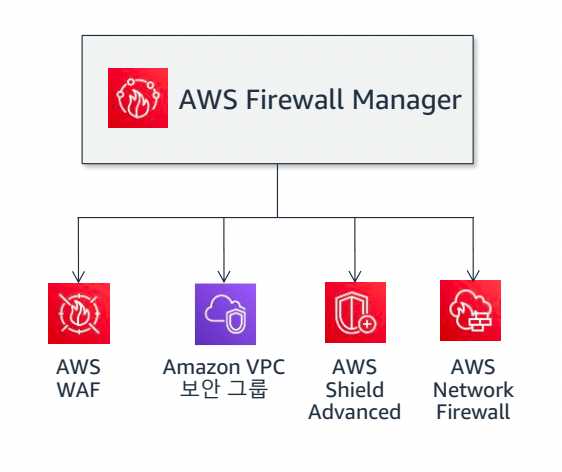 AWS Firewall Manager
AWS
WAF
Amazon VPC
보안 그룹
AWS
Shield
Advanced
AWS
Network
Firewall